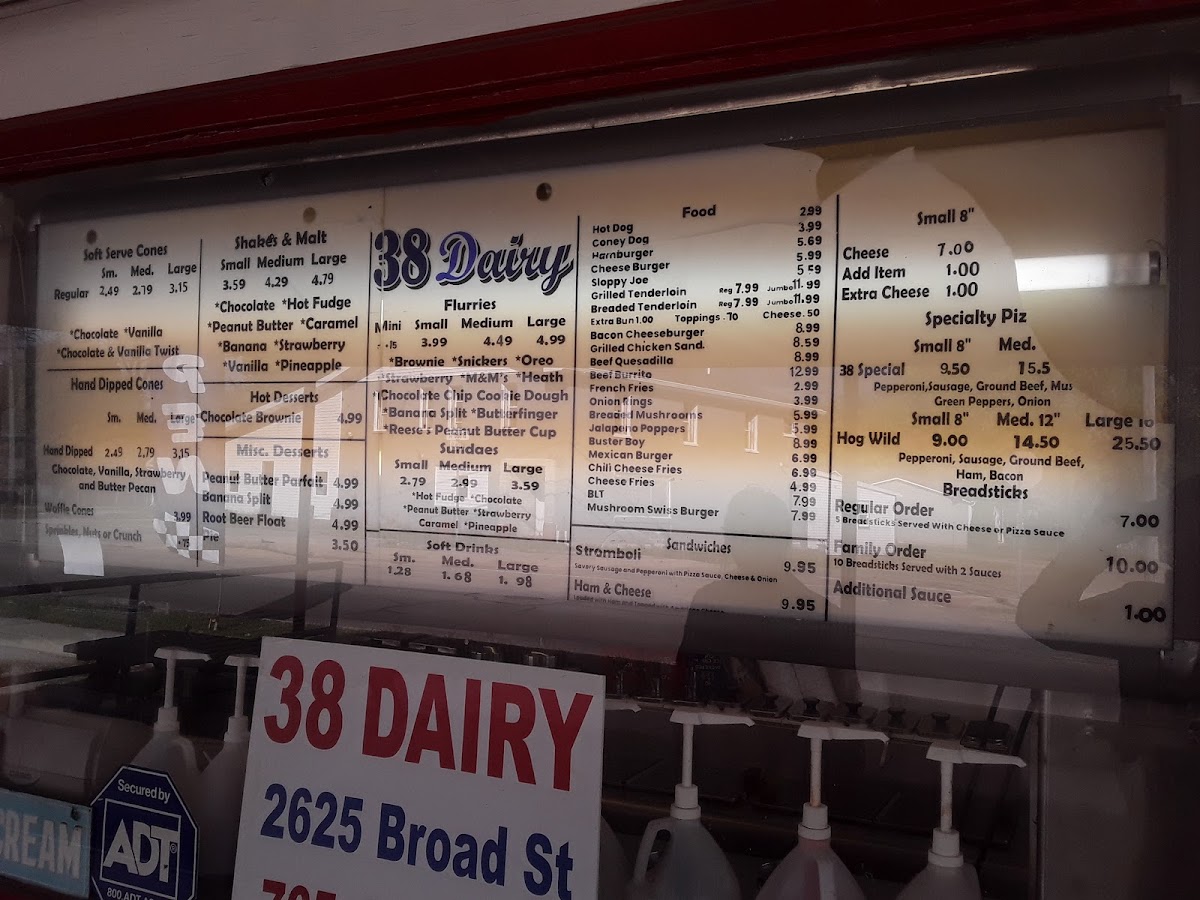 Soft Serve Cones
Sm. Med. Large
Regular 2.49 2.79 3.15
*Chocolate *Vanilla
*Chocolate & Vanilla Twist
Hand Dipped Cones
Sm. Med. Large
Hand Dipped 2.49 2.79 3.15
Chocolate, Vanilla, Strawberry
and Butter Pecan
Waffle Cones 3.99
Sprinkles, Nuts or Crunch .75
Shakes & Malt
Small Medium Large
3.59 4.29 4.79
*Chocolate *Hot Fudge
*Peanut Butter *Caramel
*Banana *Strawberry
*Vanilla *Pineapple
Hot Desserts
Chocolate Brownie 4.99
Misc. Desserts
Peanut Butter Parfait 4.99
Banana Split 4.99
Root Beer Float 4.99
Pie 3.50
38 Dairy
Flurries
Mini Small Medium Large
3.99 4.49 4.99
*Brownie *Snickers *Oreo
*Strawberry *M&M's *Heath
*Chocolate Chip Cookie Dough
*Banana Split *Butterfinger
*Reese's Peanut Butter Cup
Sundaes
Small Medium Large
2.79 2.99 3.59
*Hot Fudge *Chocolate
*Peanut Butter *Strawberry
Caramel *Pineapple
Soft Drinks
Sm. Med. Large
1.28 1.68 1.98
Food
Hot Dog 2.99
Coney Dog 3.99
Hamburger 5.69
Cheese Burger 5.99
Sloppy Joe 5 59
Grilled Tenderloin Reg 7.99 Jumbo 11.99
Breaded Tenderloin Reg 7.99 Jumbo 11.99
Extra Bun 1.00 Toppings .70 Cheese .50
Bacon Cheeseburger 8.99
Grilled Chicken Sand. 8.59
Beef Quesadilla 8.99
Beef Burrito 12.99
French Fries 2.99
Onion Rings 3.99
Breaded Mushrooms 5.99
Jalapeno Poppers 5.99
Buster Boy 8.99
Mexican Burger 6.99
Chili Cheese Fries 6.99
Cheese Fries 4.99
BLT 7.99
Mushroom Swiss Burger 7.99
Sandwiches
Stromboli 9.95
Savory Sausage and Pepperoni with Pizza Sauce, Cheese & Onion
Ham & Cheese 9.95
Small 8"
Cheese 7.00
Add Item 1.00
Extra Cheese 1.00
Specialty Piz
Small 8" Med.
38 Special 9.50 15.5
Pepperoni, Sausage, Ground Beef, Mus
Green Peppers, Onion
Small 8" Med. 12" Large 16
Hog Wild 9.00 14.50 25.50
Pepperoni, Sausage, Ground Beef,
Ham, Bacon
Breadsticks
Regular Order 7.00
5 Breadsticks Served With Cheese or Pizza Sauce
Family Order 10.00
10 Breadsticks Served with 2 Sauces
Additional Sauce 1.00
38 DAIRY
2625 Broad St
765
CREAM
Secured by
ADT®
800.ADT